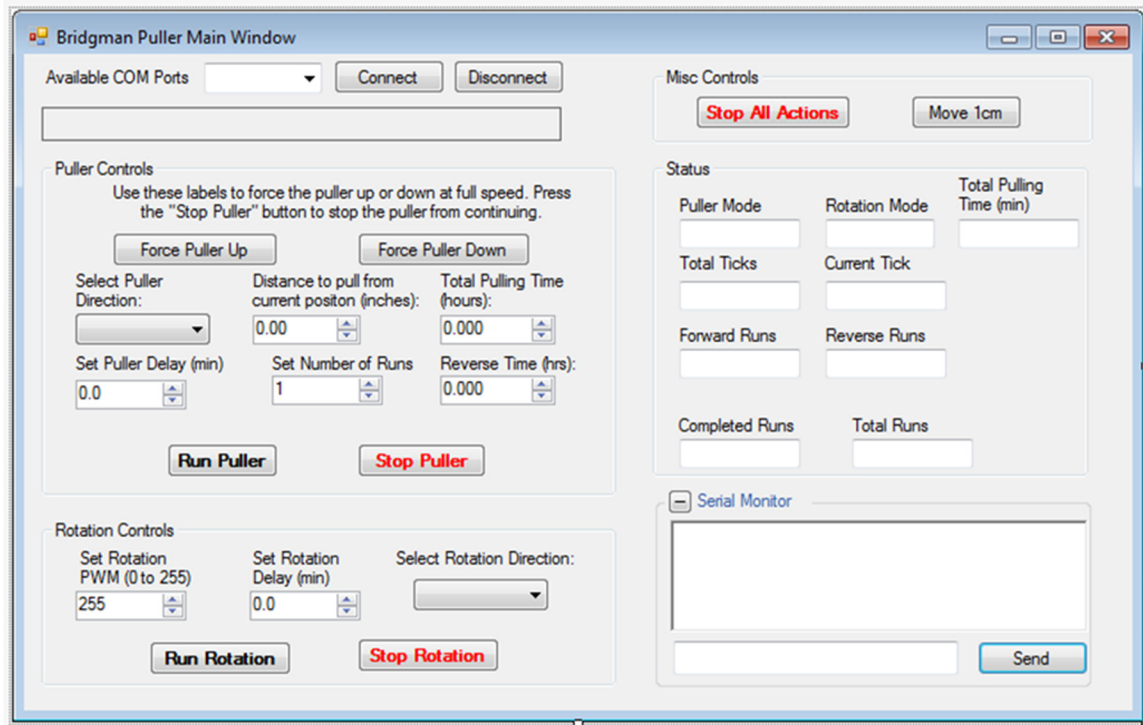 Bridgman Puller Main Window
Available COM Ports
Connect
Disconnect
Puller Controls
Use these labels to force the puller up or down at full speed. Press
the "Stop Puller" button to stop the puller from continuing.
Force Puller Up
Force Puller Down
Select Puller
Direction:
Distance to pull from
current positon (inches):
0.00
Total Pulling Time
(hours):
0.000
Set Puller Delay (min)
0.0
Set Number of Runs
1
Reverse Time (hrs):
0.000
Run Puller
Stop Puller
Rotation Controls
Set Rotation
PWM (0 to 255)
255
Set Rotation
Delay (min)
0.0
Select Rotation Direction:
Run Rotation
Stop Rotation
Misc Controls
Stop All Actions
Move 1cm
Status
Puller Mode
Rotation Mode
Total Pulling
Time (min)
Total Ticks
Current Tick
Forward Runs
Reverse Runs
Completed Runs
Total Runs
Serial Monitor
Send